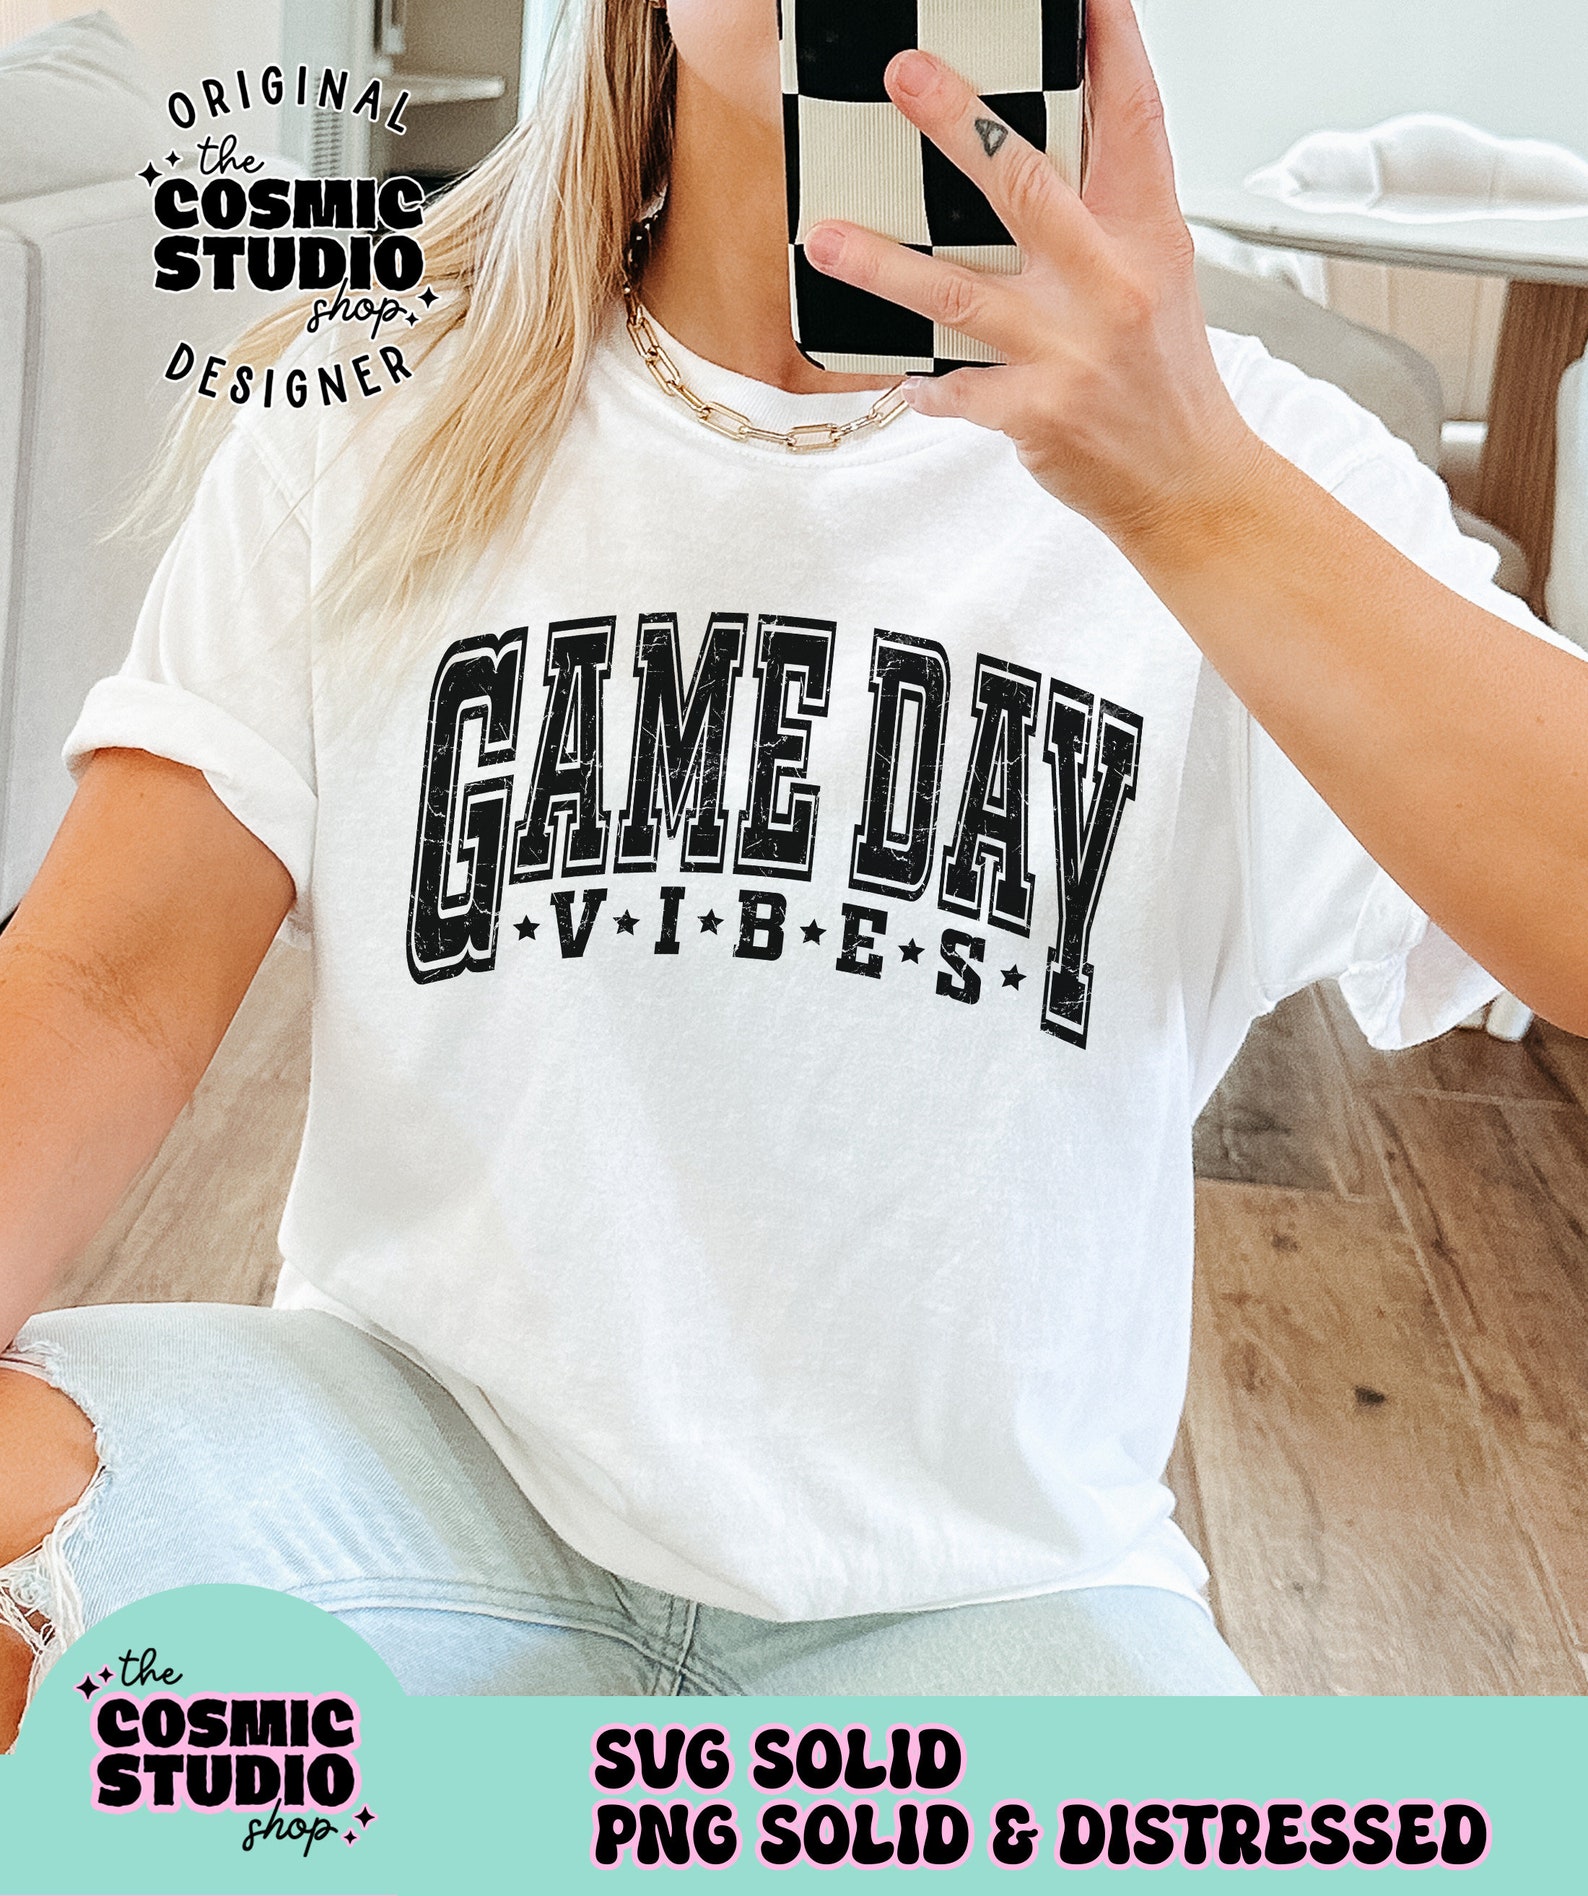 ORIGINAL
the
COSMIC
STUDIO
shop
DESIGNER
GAME DAY
★V★I★B★E★S★
the
COSMIC
STUDIO
shop
SVG SOLID
PNG SOLID & DISTRESSED